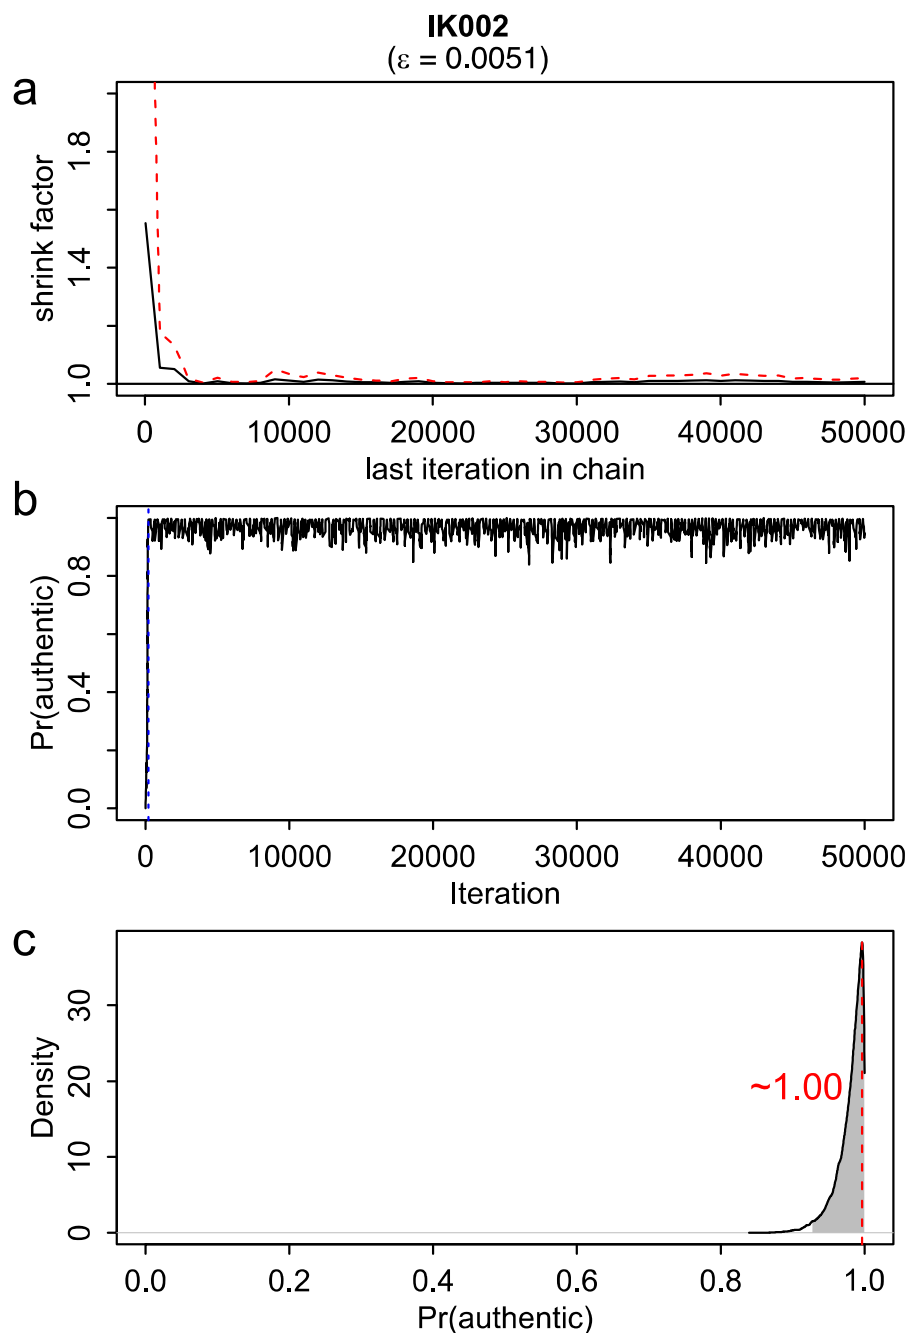 IK002
(ε = 0.0051)
a
shrink factor
1.8
1.4
1.0
0 10000 20000 30000 40000 50000
last iteration in chain
b
Pr(authentic)
0.8
0.4
0.0
0 10000 20000 30000 40000 50000
Iteration
c
Density
30
20
10
0
~1.00
0.0 0.2 0.4 0.6 0.8 1.0
Pr(authentic)